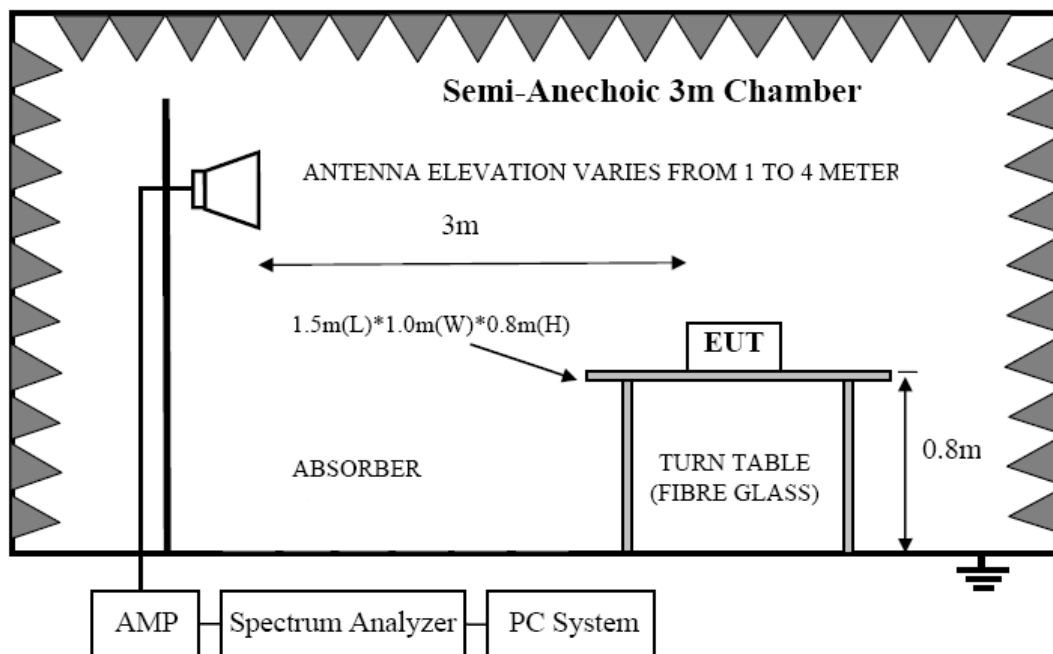 Semi-Anechoic 3m Chamber
ANTENNA ELEVATION VARIES FROM 1 TO 4 METER
3m
1.5m(L)*1.0m(W)*0.8m(H)
EUT
0.8m
ABSORBER
TURN TABLE
(FIBRE GLASS)
AMP
Spectrum Analyzer
PC System